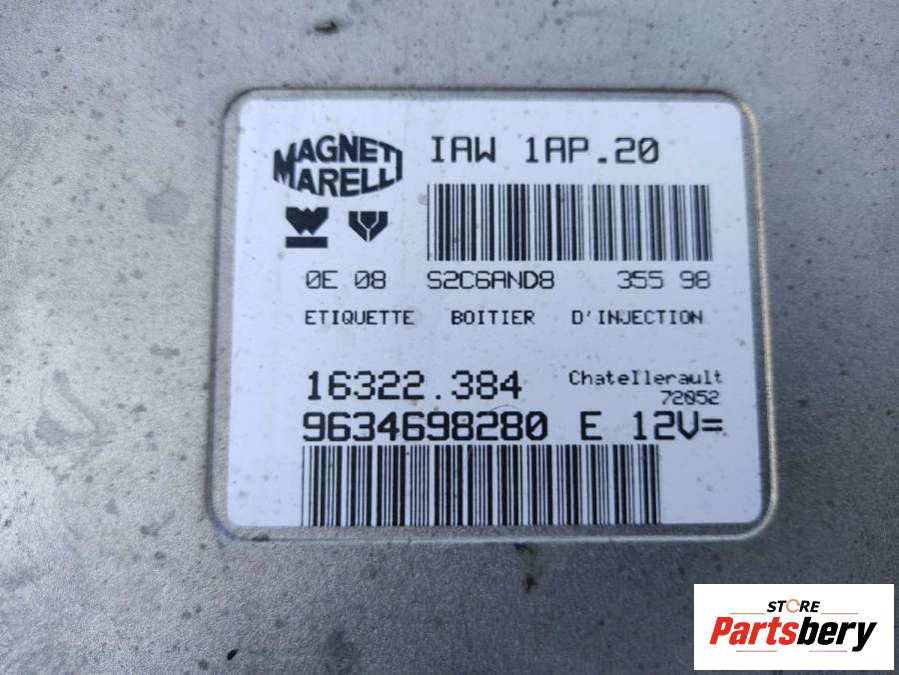 MAGNETI
MARELLI
IAW 1AP.20
0E 08 S2C6AND8 355 98
ETIQUETTE BOITIER D'INJECTION
16322.384 Chatellerault
72052
9634698280 E 12V=
STORE
Partsbery